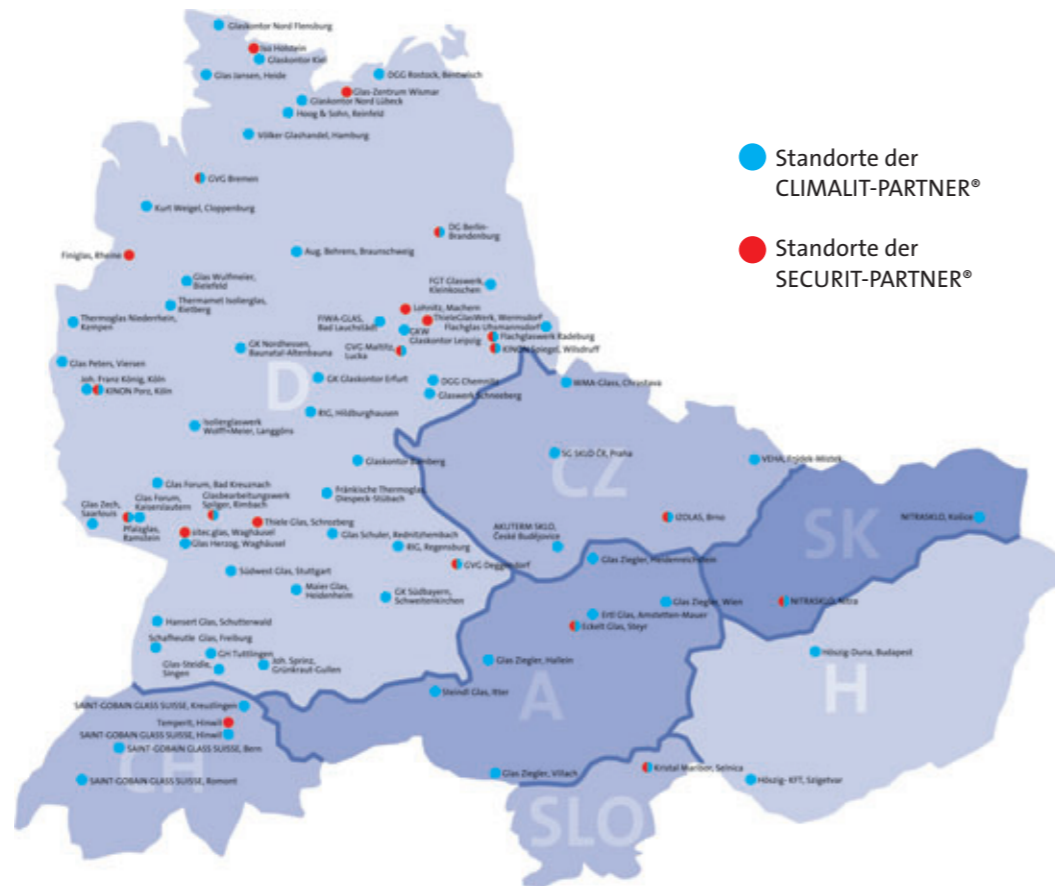 Glaskontor Nord Flensburg
Iso Holstein
Glaskontor Kiel
Glas Jansen, Heide
DGG Rostock, Bentwisch
Glas-Zentrum Wismar
Glaskontor Nord Lübeck
Hoog & Sohn, Reinfeld
Völker Glashandel, Hamburg
Standorte der
CLIMALIT-PARTNER®
Standorte der
SECURIT-PARTNER®
GVG Bremen
Kurt Weigel, Cloppenburg
DG Berlin-
Brandenburg
Finiglas, Rheine
Aug. Behrens, Braunschweig
Glas Wulfmeier,
Bielefeld
FGT Glaswerk,
Kleinkoschen
Thermamet Isolierglas,
Rietberg
Lohnitz, Machern
Thermoglas Niederrhein,
Kempen
FIWA-GLAS,
Bad Lauchstädt
ThieleGlasWerk, Wermsdorf
Flachglas Uhsmannsdorf
GKW
Glaskontor Leipzig
Flachglaswerk Radeburg
GK Nordhessen,
Baunatal-Altenbauna
GVG Maltitz,
Lucka
KINON Spiegel, Wilsdruff
Glas Peters, Viersen
Joh. Franz König, Köln
KINON Porz, Köln
D
GK Glaskontor Erfurt
DGG Chemnitz
Glaswerk Schneeberg
WMA-Glass, Chrastava
RIG, Hildburghausen
Isolierglaswerk
Wolff+Meier, Langgöns
Glaskontor Bamberg
SG SKLO ČR, Praha
CZ
VEHA, Frýdek-Místek
Glas Forum, Bad Kreuznach
Glas Zech,
Saarlouis
Glas Forum,
Kaiserslautern
Pfalzglas,
Ramstein
Glasbearbeitungswerk
Spilger, Rimbach
Fränkische Thermoglas,
Diespeck-Stübach
Thiele Glas, Schrozberg
altec.glas, Waghäusel
Glas Herzog, Waghäusel
Glas Schuler, Rednitzhembach
RIG, Regensburg
AKUTERM SKLO,
České Budějovice
IZOLAS, Brno
SK
NITRASKLO, Košice
GVG Deggendorf
Glas Ziegler, Heidenreichstein
Südwest Glas, Stuttgart
Maier Glas,
Heidenheim
GK Südbayern,
Schweitenkirchen
Glas Ziegler, Wien
NITRASKLO, Nitra
Ertl Glas, Amstetten-Mauer
Eckelt Glas, Steyr
Hansert Glas, Schutterwald
Schafheutle Glas, Freiburg
GH Tuttlingen
Glas-Steidle,
Singen
Joh. Sprinz,
Grünkraut-Gullen
Glas Ziegler, Hallein
Höszig-Duna, Budapest
H
Steindl Glas, Itter
A
SAINT-GOBAIN GLASS SUISSE, Kreuzlingen
Temperit, Hinwil
SAINT-GOBAIN GLASS SUISSE, Hinwil
SAINT-GOBAIN GLASS SUISSE, Bern
CH
SAINT-GOBAIN GLASS SUISSE, Romont
Glas Ziegler, Villach
Kristal Maribor, Selnica
Höszig- KFT, Szigetvar
SLO